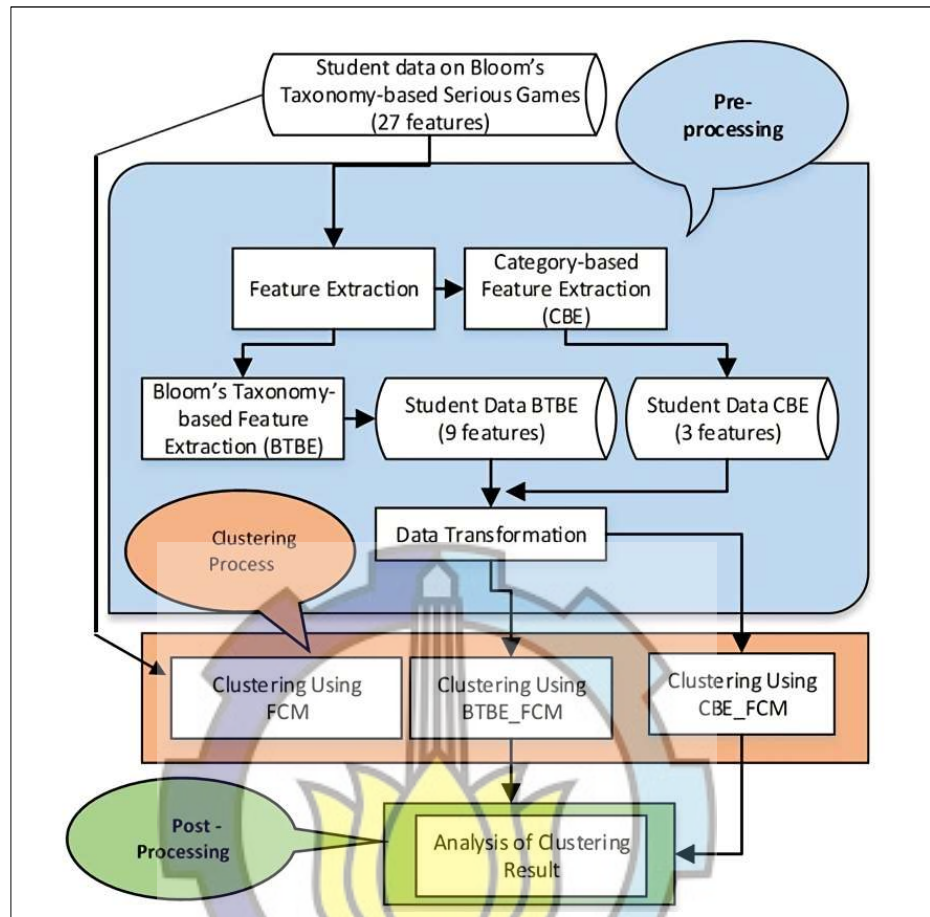 Student data on Bloom's
Taxonomy-based Serious Games
(27 features)
Pre-
processing
Feature Extraction
Category-based
Feature Extraction
(CBE)
Bloom's Taxonomy-
based Feature
Extraction (BTBE)
Student Data BTBE
(9 features)
Student Data CBE
(3 features)
Data Transformation
Clustering
Process
Clustering Using
FCM
Clustering Using
BTBE_FCM
Clustering Using
CBE_FCM
Post -
Processing
Analysis of Clustering
Result